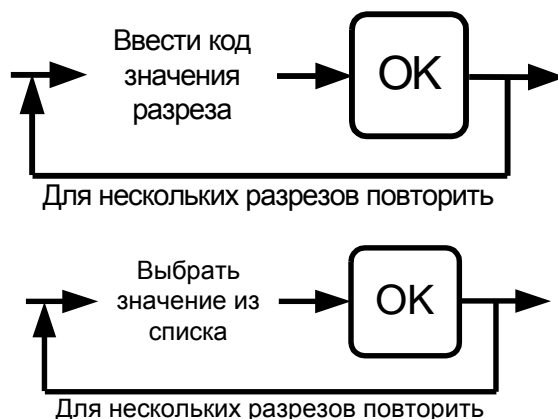 Ввести код
значения
разреза
OK
Для нескольких разрезов повторить
Выбрать
значение из
списка
OK
Для нескольких разрезов повторить